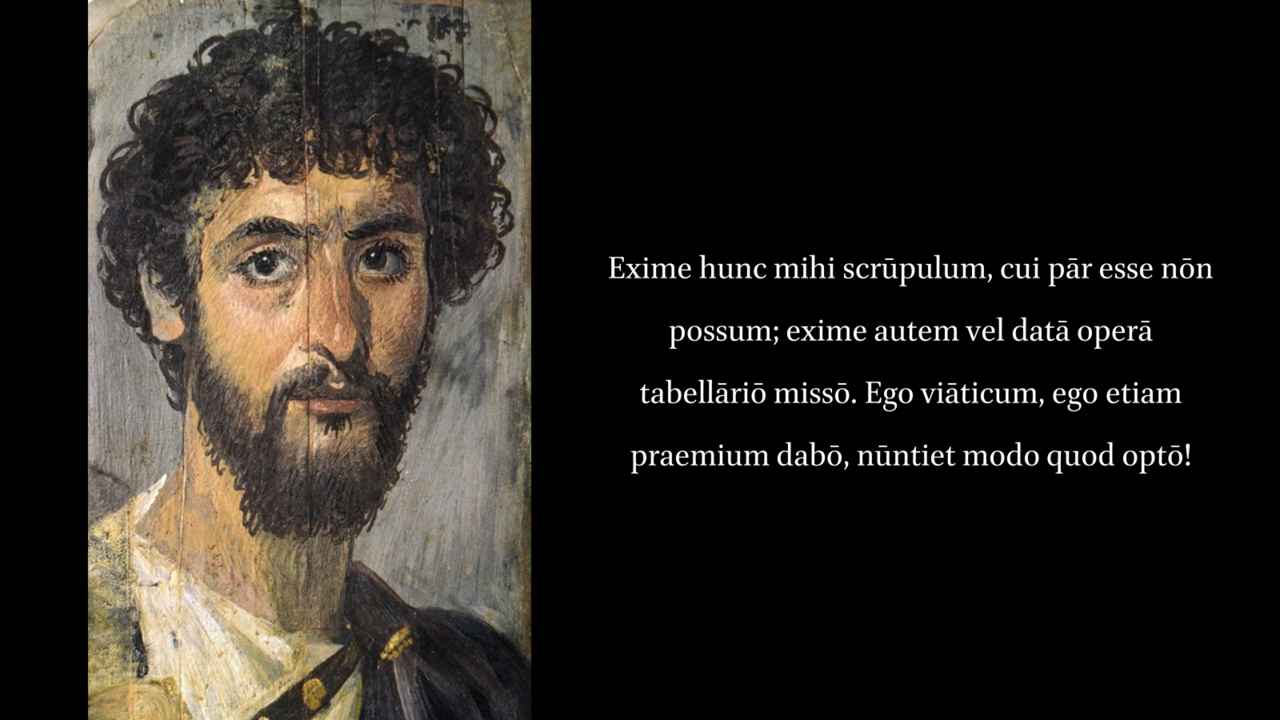 Exime hunc mihi scrūpulum, cui pār esse nōn
possum; exime autem vel datā operā
tabellāriō missō. Ego viāticum, ego etiam
praemium dabō, nūntiet modo quod optō!